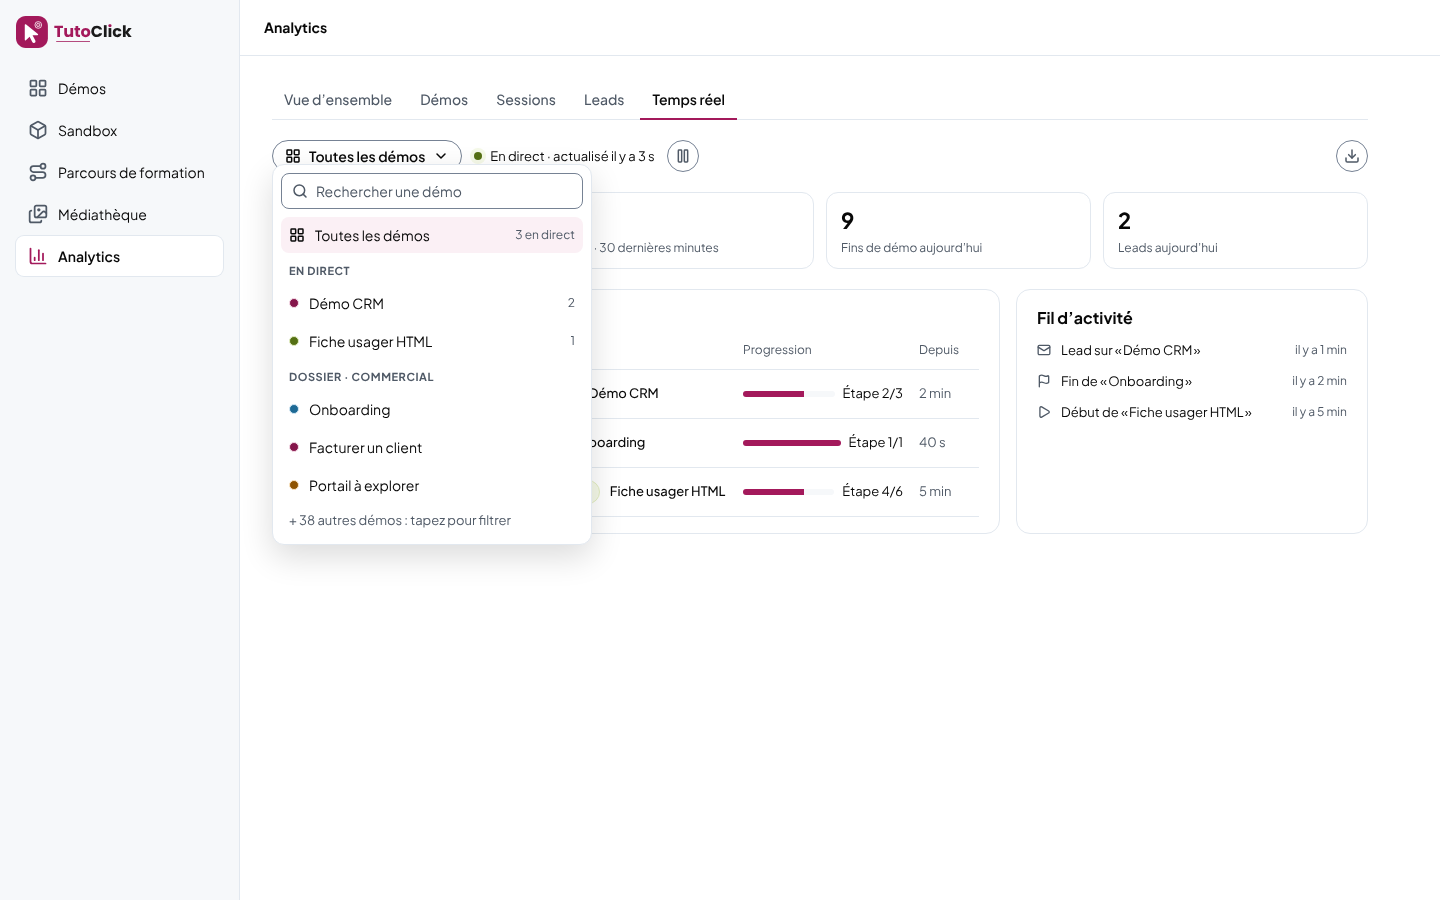 TutoClick
Démos
Sandbox
Parcours de formation
Médiathèque
Analytics
Analytics
Vue d’ensemble
Démos
Sessions
Leads
Temps réel
Toutes les démos
En direct · actualisé il y a 3 s
Rechercher une démo
Toutes les démos
3 en direct
EN DIRECT
Démo CRM
2
Fiche usager HTML
1
DOSSIER · COMMERCIAL
Onboarding
Facturer un client
Portail à explorer
+ 38 autres démos : tapez pour filtrer
· 30 dernières minutes
9
Fins de démo aujourd’hui
2
Leads aujourd’hui
Progression
Depuis
Démo CRM
Étape 2/3
2 min
boarding
Étape 1/1
40 s
Fiche usager HTML
Étape 4/6
5 min
Fil d’activité
Lead sur « Démo CRM »
il y a 1 min
Fin de « Onboarding »
il y a 2 min
Début de « Fiche usager HTML »
il y a 5 min